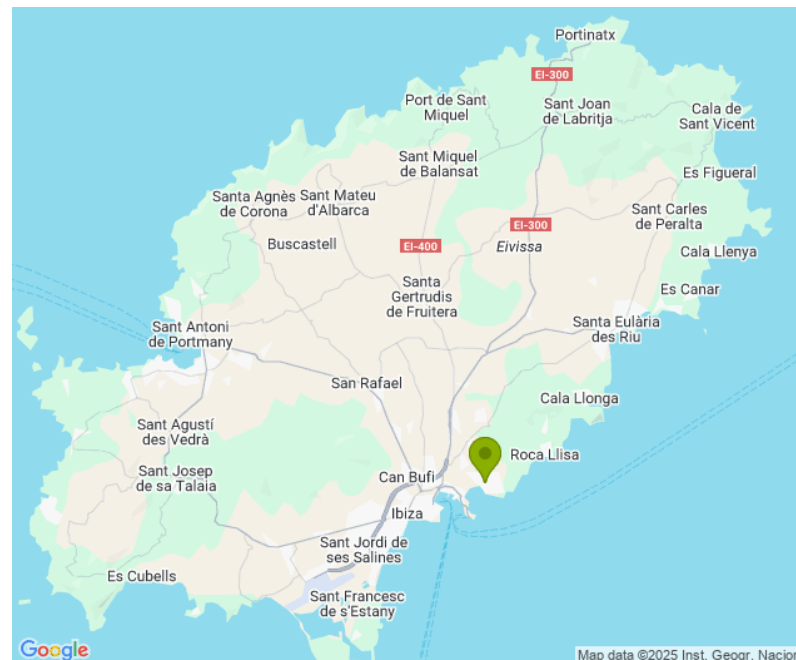 Portinatx
EI-300
Port de Sant
Miquel
Sant Joan
de Labritja
Cala de
Sant Vicent
Sant Miquel
de Balansat
Es Figueral
Santa Agnès
de Corona
Sant Mateu
d'Albarca
Sant Carles
de Peralta
EI-300
Buscastell
EI-400
Eivissa
Cala Llenya
Santa
Gertrudis
de Fruitera
Es Canar
Sant Antoni
de Portmany
Santa Eulària
des Riu
San Rafael
Cala Llonga
Sant Agustí
des Vedrà
Roca Llisa
Sant Josep
de sa Talaia
Can Bufi
Ibiza
Sant Jordi de
ses Salines
Es Cubells
Sant Francesc
de s'Estany
Google
Map data ©2025 Inst. Geogr. Nacion